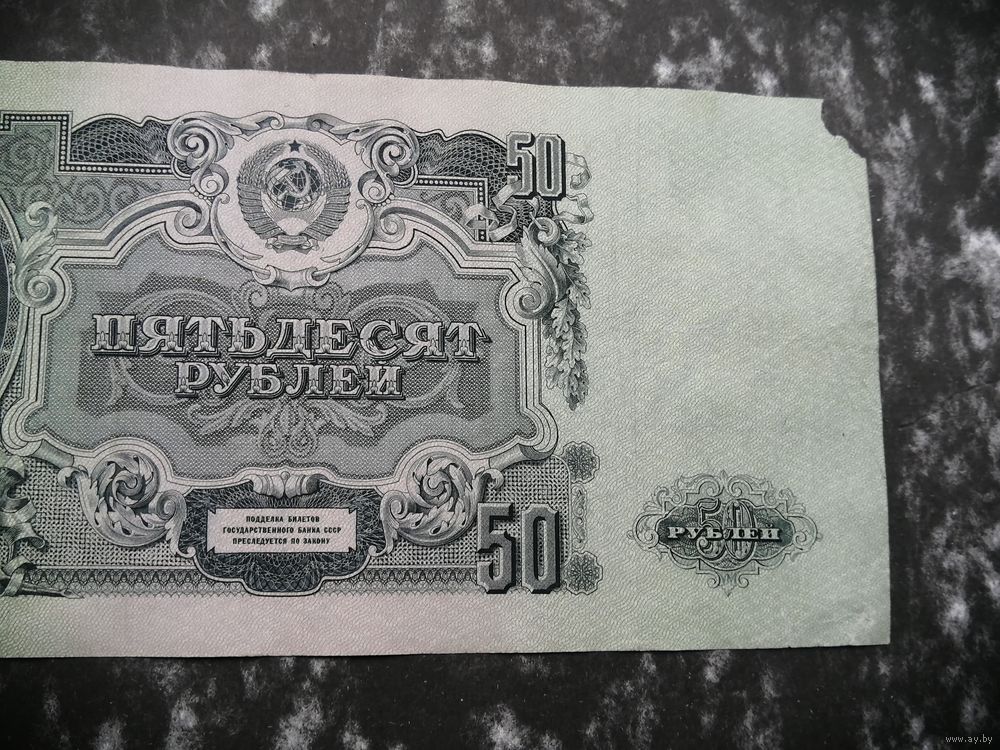 50
ПЯТЬДЕСЯТ
РУБЛЕЙ
ПОДДЕЛКА БИЛЕТОВ
ГОСУДАРСТВЕННОГО БАНКА СССР
ПРЕСЛЕДУЕТСЯ ПО ЗАКОНУ
50
50
РУБЛЕЙ
www.ay.by